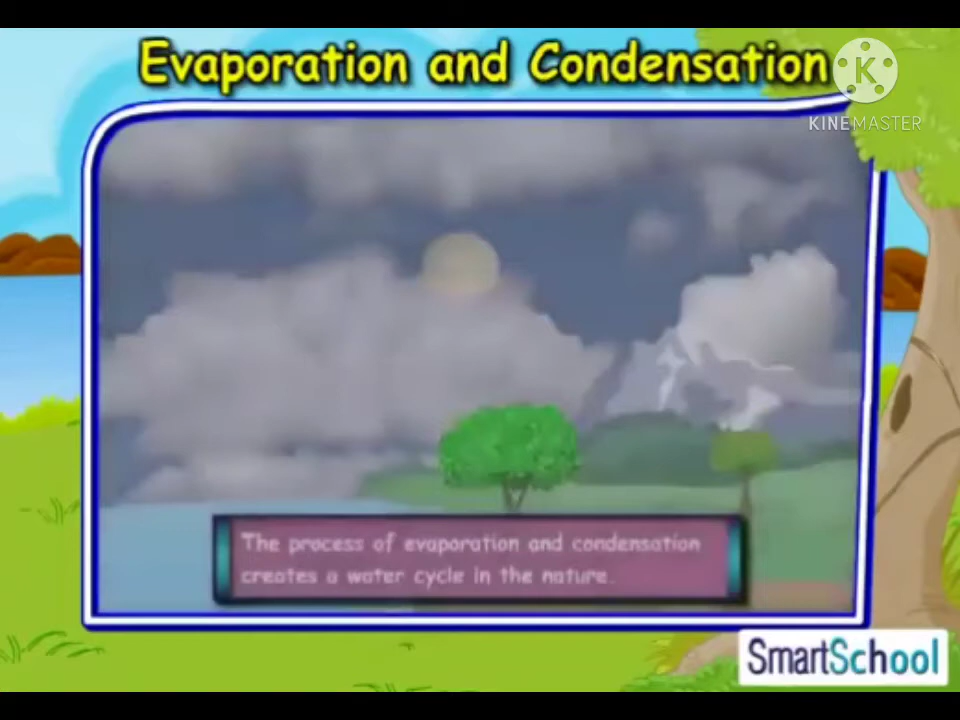 Evaporation and Condensation
K
KINEMASTER
The process of evaporation and condensation
creates a water cycle in the nature.
SmartSchool